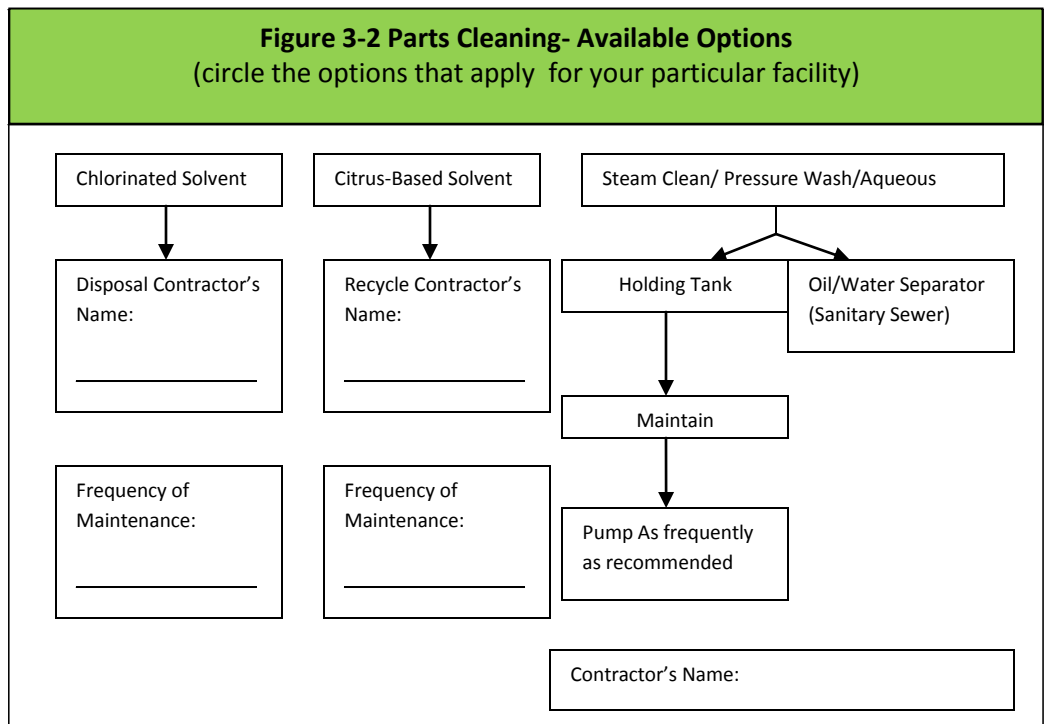 Figure 3-2 Parts Cleaning- Available Options
(circle the options that apply for your particular facility)
Chlorinated Solvent
Citrus-Based Solvent
Steam Clean/ Pressure Wash/Aqueous
Disposal Contractor's
Name:
Recycle Contractor's
Name:
Holding Tank
Oil/Water Separator
(Sanitary Sewer)
Maintain
Frequency of
Maintenance:
Frequency of
Maintenance:
Pump As frequently
as recommended
Contractor's Name: